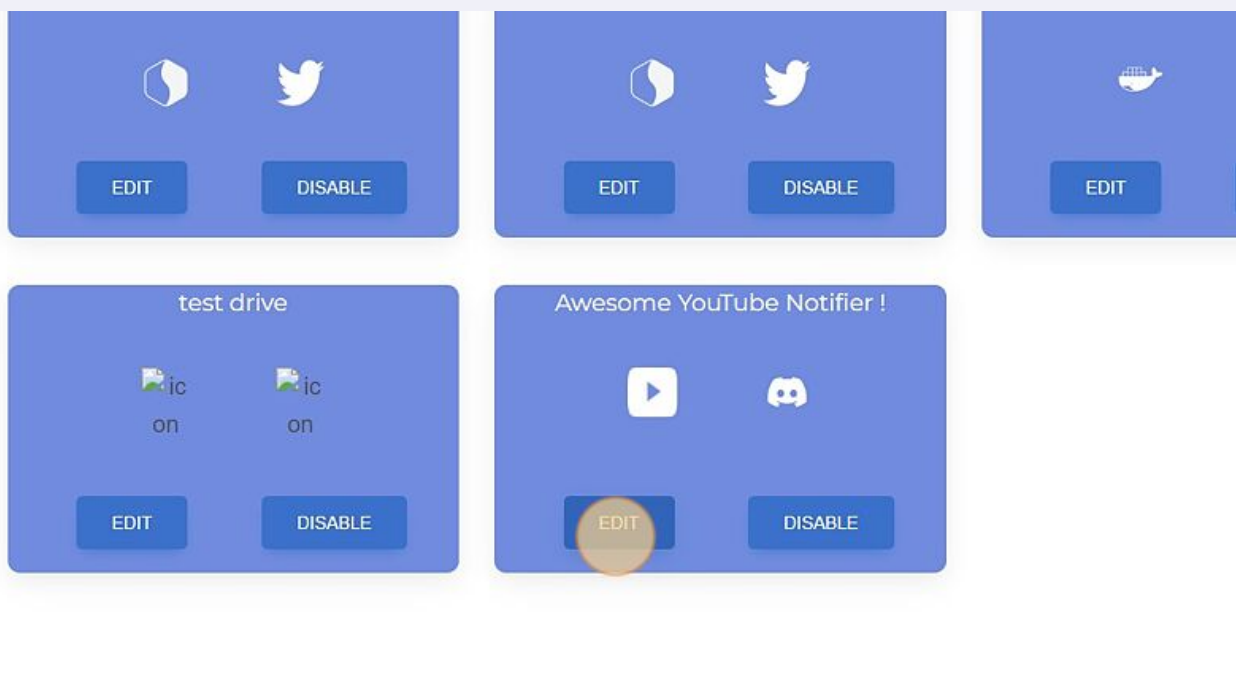 EDIT DISABLE EDIT DISABLE EDIT
test drive Awesome YouTube Notifier !
ic ic
on on
EDIT DISABLE EDIT DISABLE